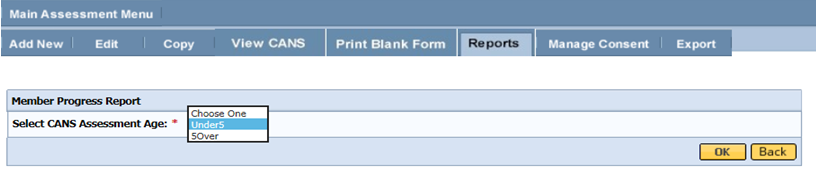 Main Assessment Menu
Add New Edit Copy View CANS Print Blank Form Reports Manage Consent Export
Member Progress Report
Select CANS Assessment Age: *
Choose One
Under5
5Over
OK Back